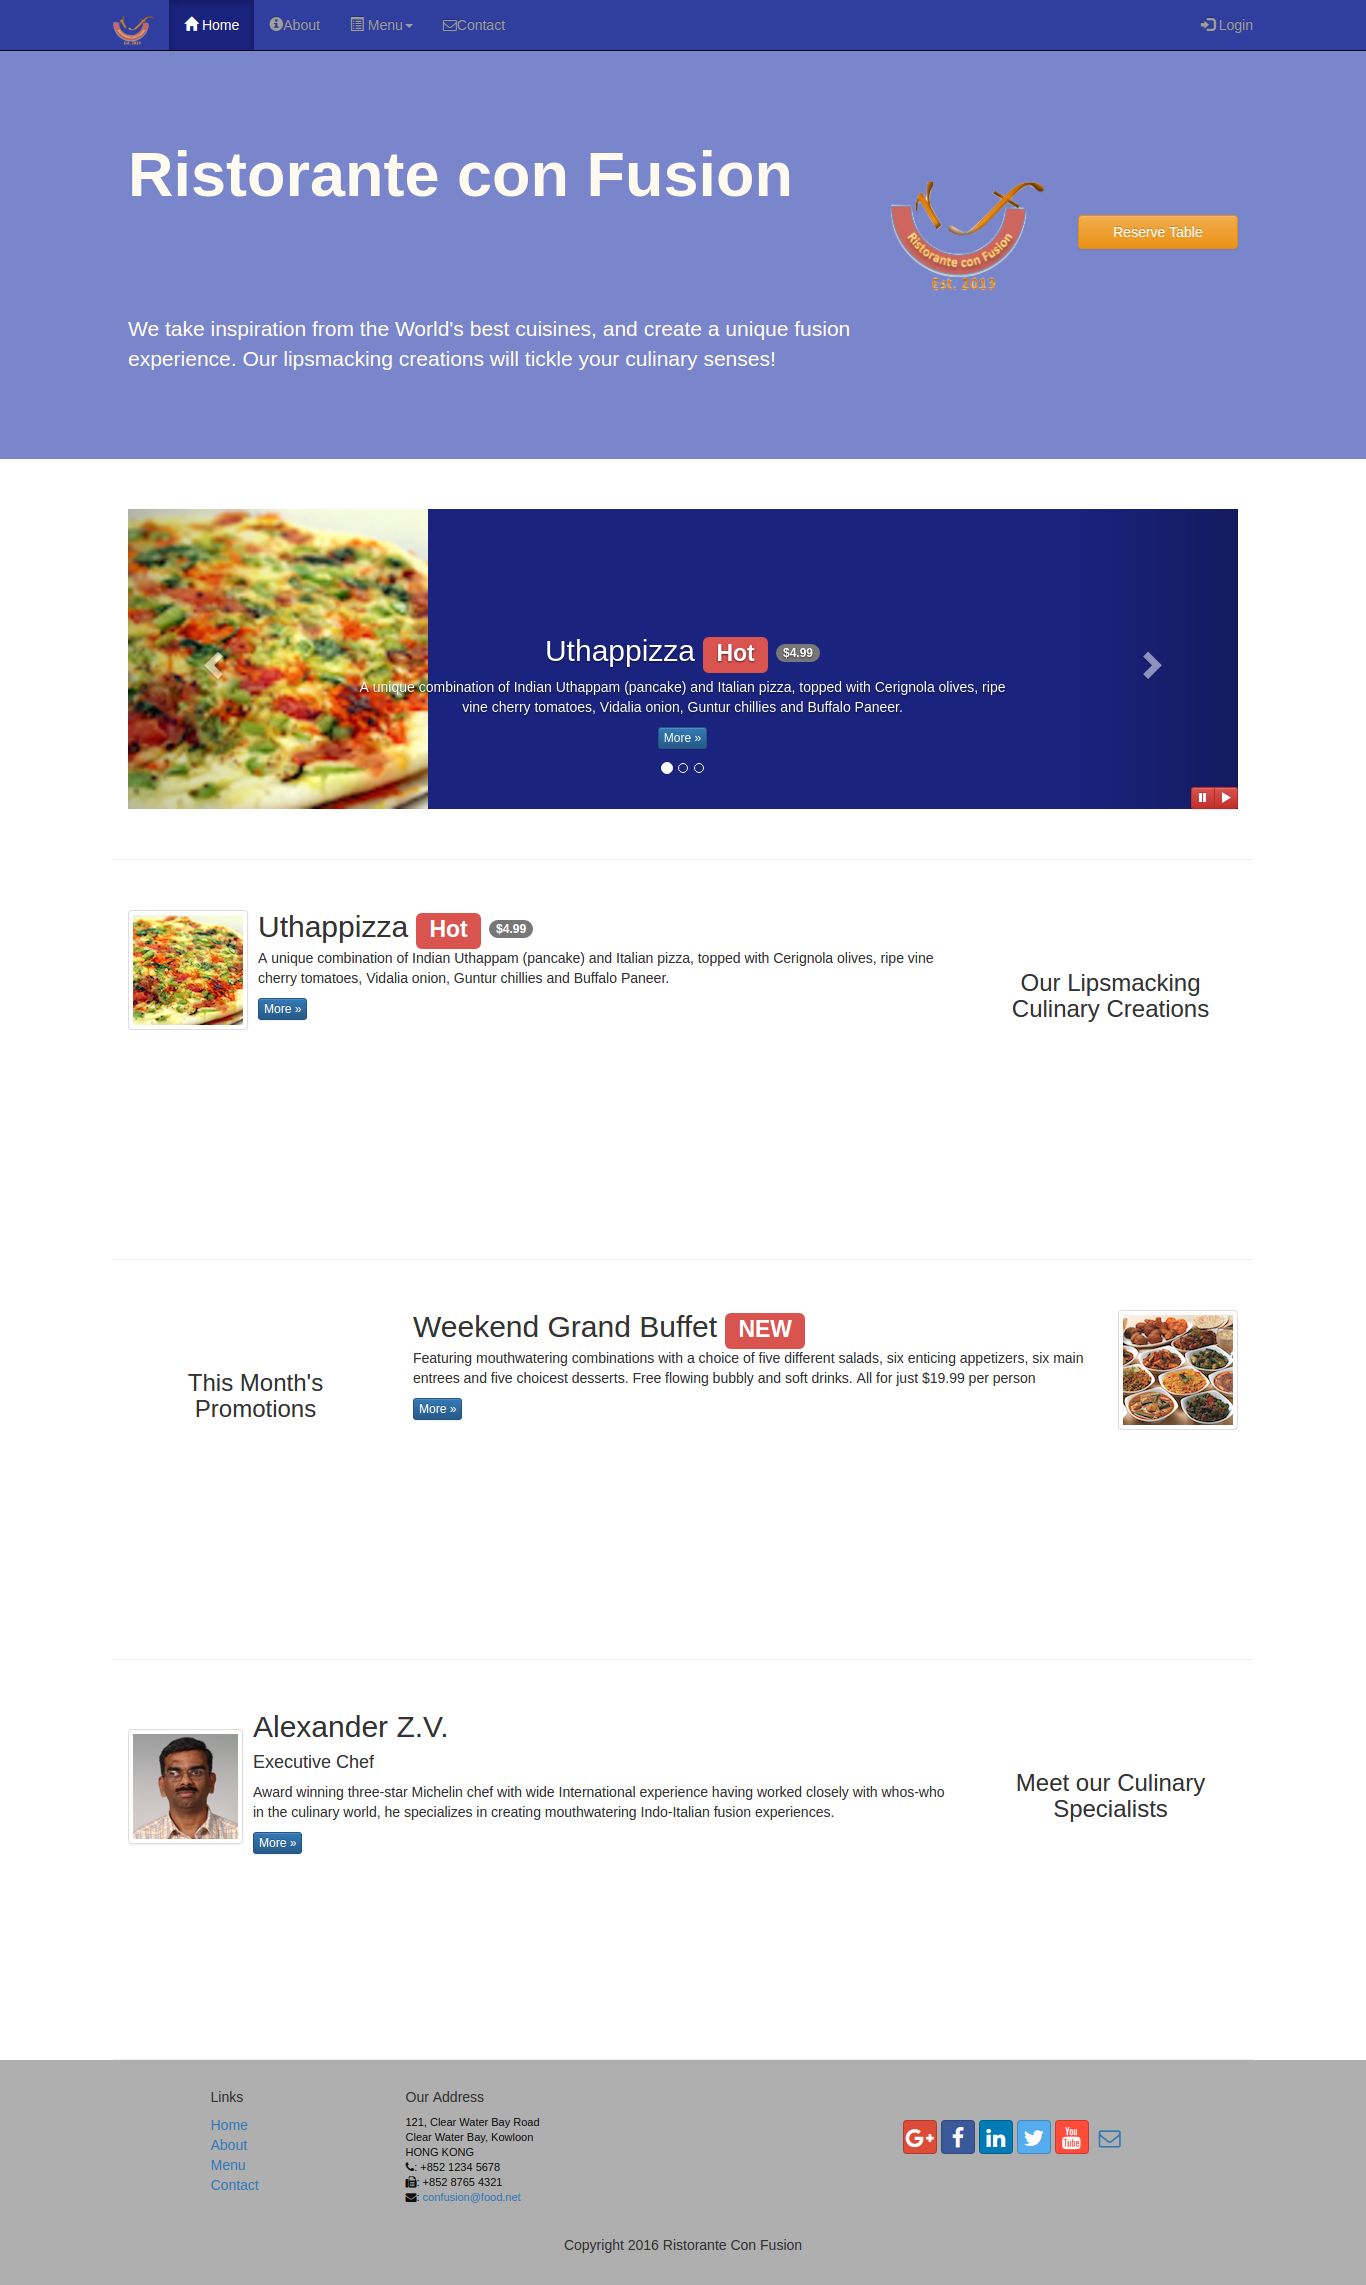 Est. 2013
Home
About
Menu
Contact
Login
Ristorante con Fusion
Ristorante con Fusion
Est. 2013
Reserve Table
We take inspiration from the World's best cuisines, and create a unique fusion
experience. Our lipsmacking creations will tickle your culinary senses!
Uthappizza Hot $4.99
A unique combination of Indian Uthappam (pancake) and Italian pizza, topped with Cerignola olives, ripe
vine cherry tomatoes, Vidalia onion, Guntur chillies and Buffalo Paneer.
More »
Uthappizza Hot $4.99
A unique combination of Indian Uthappam (pancake) and Italian pizza, topped with Cerignola olives, ripe vine
cherry tomatoes, Vidalia onion, Guntur chillies and Buffalo Paneer.
More »
Our Lipsmacking
Culinary Creations
This Month's
Promotions
Weekend Grand Buffet NEW
Featuring mouthwatering combinations with a choice of five different salads, six enticing appetizers, six main
entrees and five choicest desserts. Free flowing bubbly and soft drinks. All for just $19.99 per person
More »
Alexander Z.V.
Executive Chef
Award winning three-star Michelin chef with wide International experience having worked closely with whos-who
in the culinary world, he specializes in creating mouthwatering Indo-Italian fusion experiences.
More »
Meet our Culinary
Specialists
Links
Home
About
Menu
Contact
Our Address
121, Clear Water Bay Road
Clear Water Bay, Kowloon
HONG KONG
: +852 1234 5678
: +852 8765 4321
: confusion@food.net
G+
f
in
You
Tube
Copyright 2016 Ristorante Con Fusion